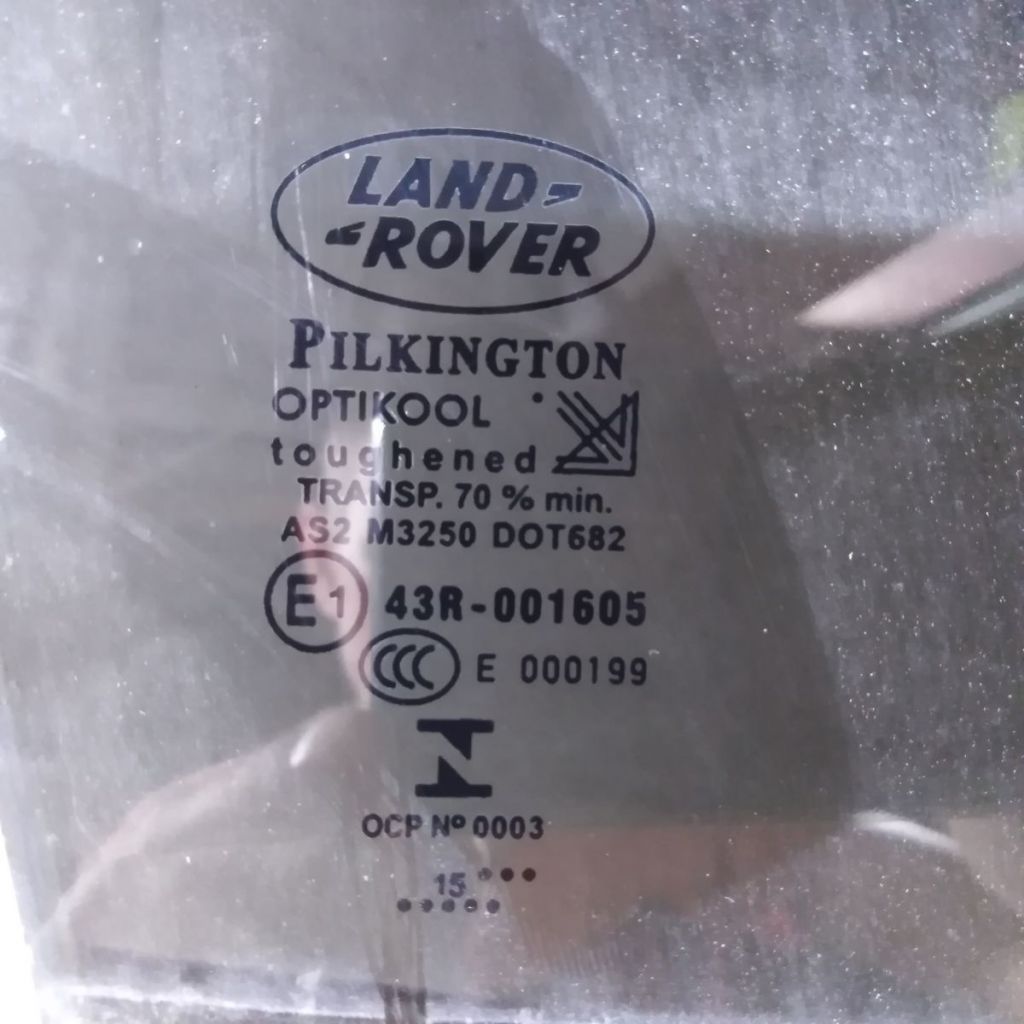 LAND
ROVER
PILKINGTON
OPTIKOOL
toughened
TRANSP. 70 % min.
AS2 M3250 DOT682
E1 43R-001605
CCC E 000199
OCP Nº 0003
15